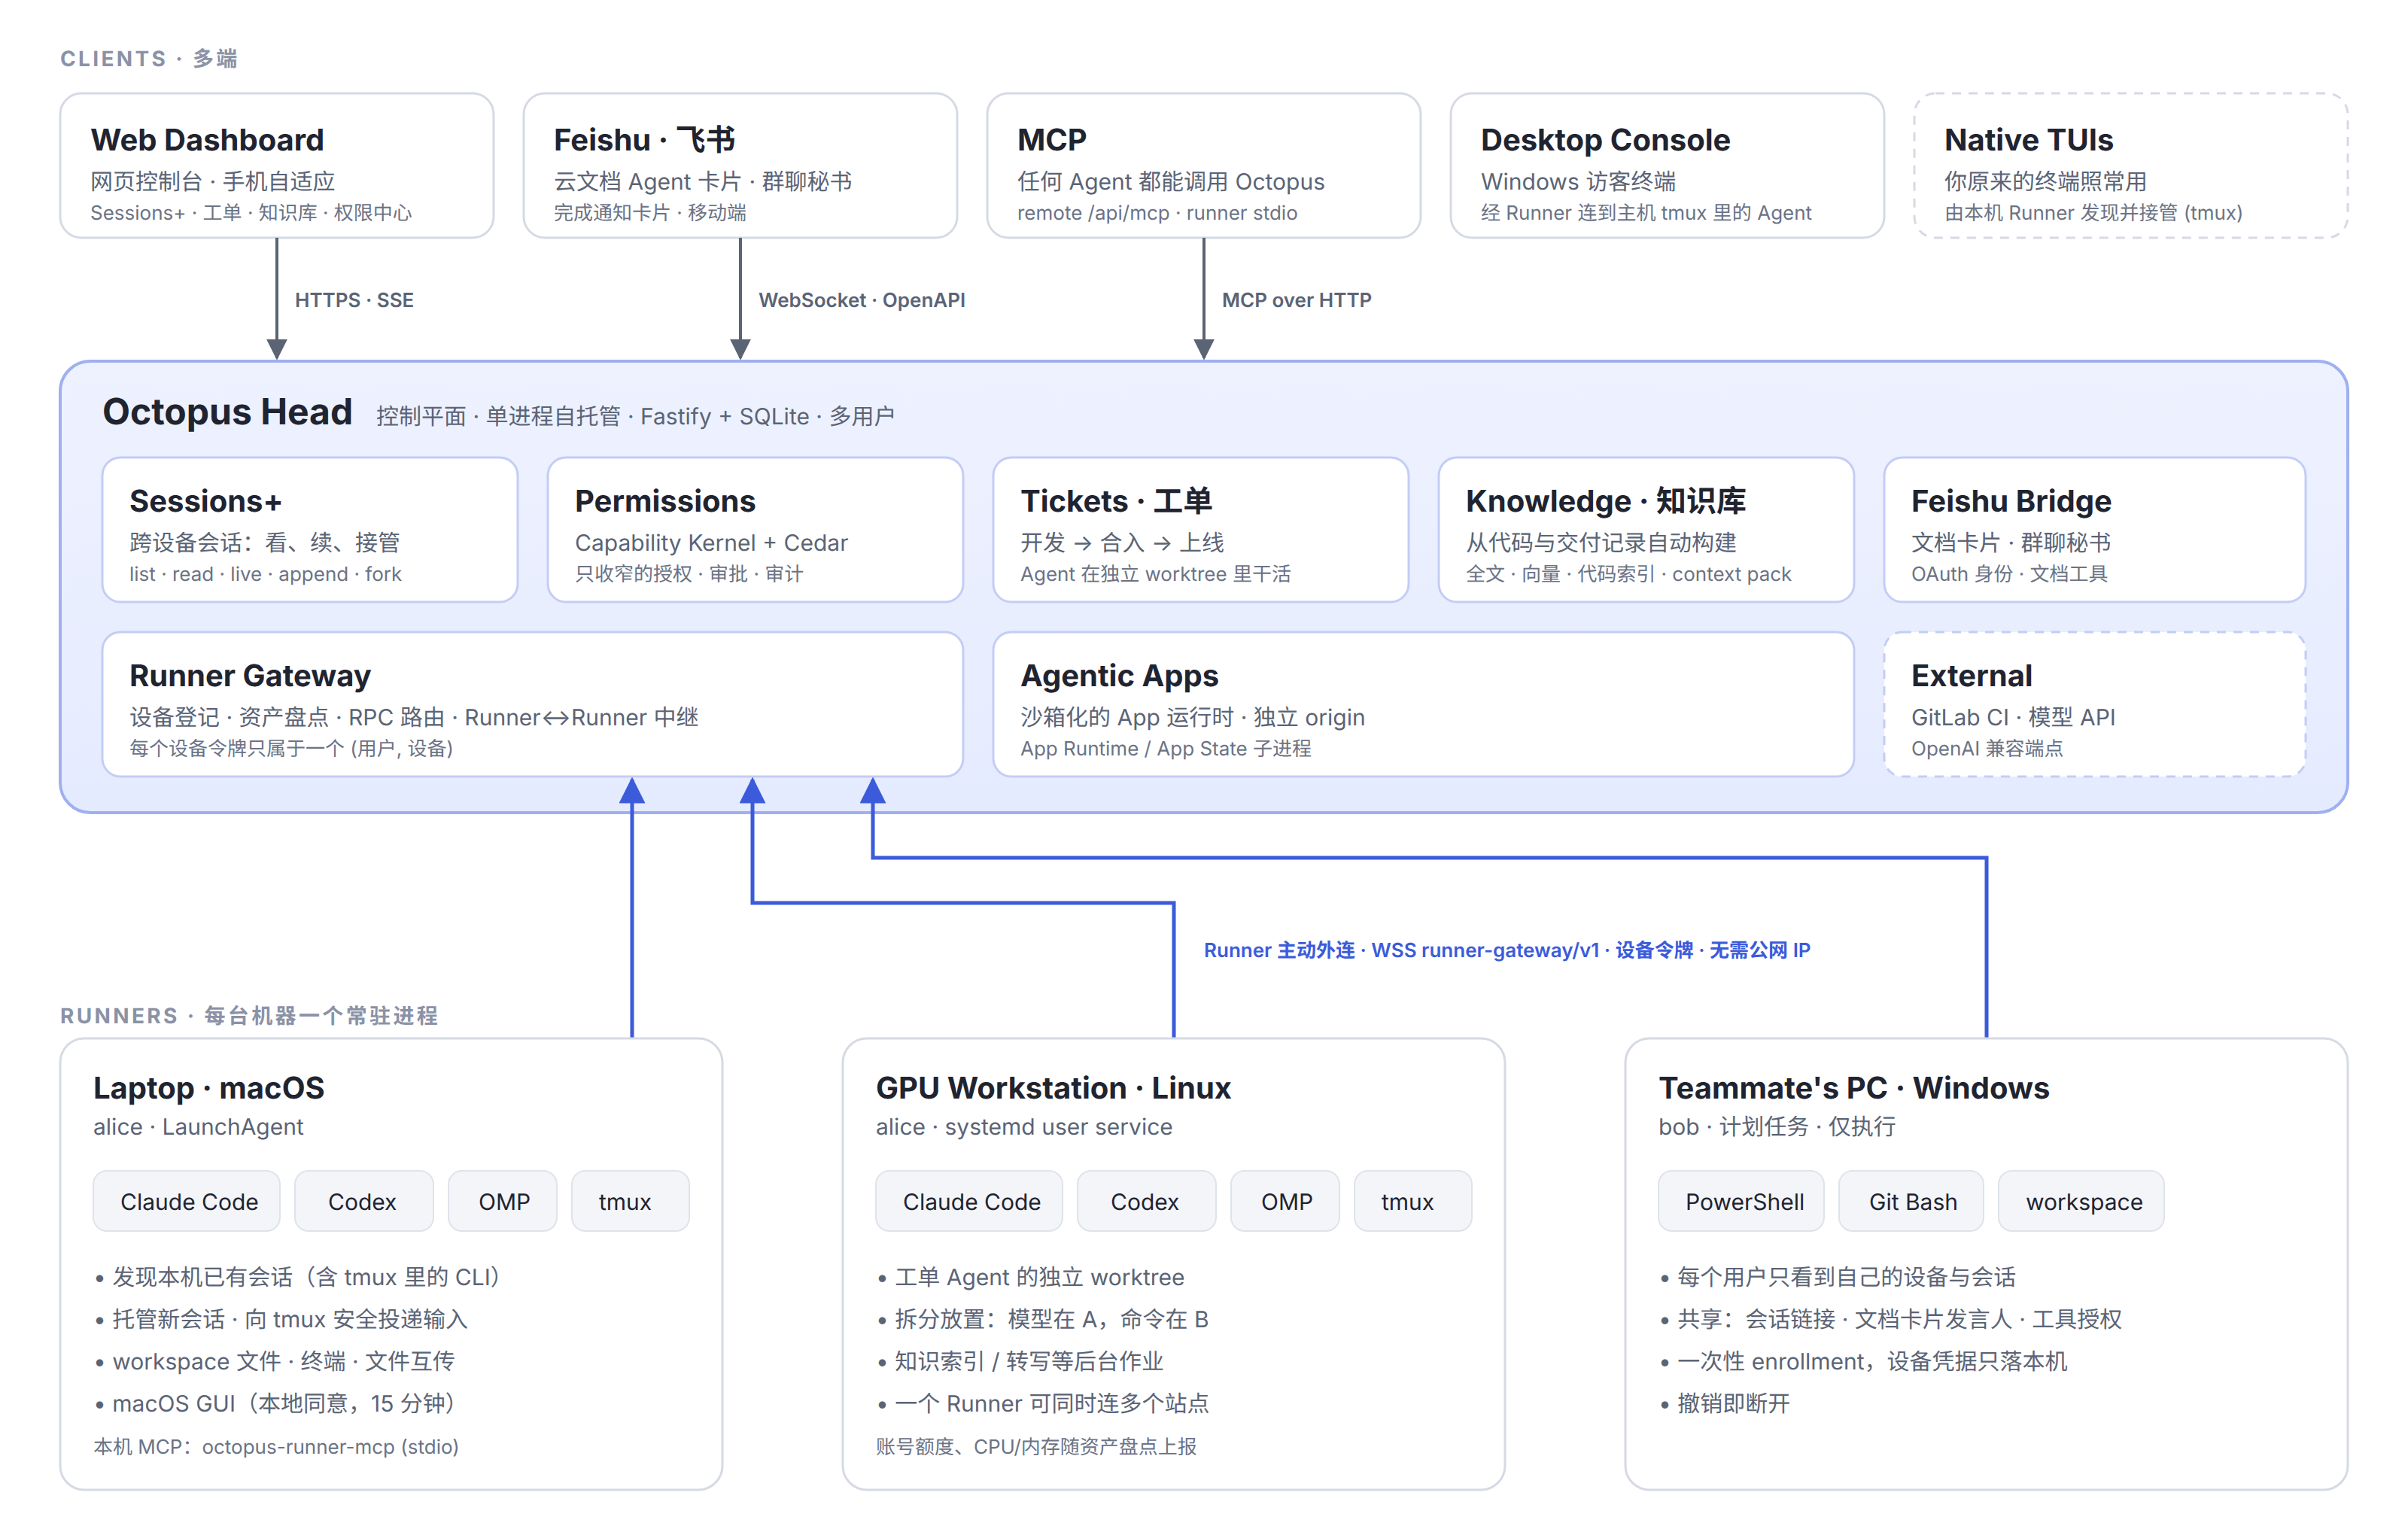 CLIENTS · 多端
Web Dashboard
网页控制台 · 手机自适应
Sessions+ · 工单 · 知识库 · 权限中心
Feishu · 飞书
云文档 Agent 卡片 · 群聊秘书
完成通知卡片 · 移动端
MCP
任何 Agent 都能调用 Octopus
remote /api/mcp · runner stdio
Desktop Console
Windows 访客终端
经 Runner 连到主机 tmux 里的 Agent
Native TUIs
你原来的终端照常用
由本机 Runner 发现并接管 (tmux)
HTTPS · SSE
WebSocket · OpenAPI
MCP over HTTP
Octopus Head 控制平面 · 单进程自托管 · Fastify + SQLite · 多用户
Sessions+
跨设备会话：看、续、接管
list · read · live · append · fork
Permissions
Capability Kernel + Cedar
只收窄的授权 · 审批 · 审计
Tickets · 工单
开发 → 合入 → 上线
Agent 在独立 worktree 里干活
Knowledge · 知识库
从代码与交付记录自动构建
全文 · 向量 · 代码索引 · context pack
Feishu Bridge
文档卡片 · 群聊秘书
OAuth 身份 · 文档工具
Runner Gateway
设备登记 · 资产盘点 · RPC 路由 · Runner↔Runner 中继
每个设备令牌只属于一个 (用户, 设备)
Agentic Apps
沙箱化的 App 运行时 · 独立 origin
App Runtime / App State 子进程
External
GitLab CI · 模型 API
OpenAI 兼容端点
Runner 主动外连 · WSS runner-gateway/v1 · 设备令牌 · 无需公网 IP
RUNNERS · 每台机器一个常驻进程
Laptop · macOS
alice · LaunchAgent
Claude Code
Codex
OMP
tmux
• 发现本机已有会话（含 tmux 里的 CLI）
• 托管新会话 · 向 tmux 安全投递输入
• workspace 文件 · 终端 · 文件互传
• macOS GUI（本地同意，15 分钟）
本机 MCP：octopus-runner-mcp (stdio)
GPU Workstation · Linux
alice · systemd user service
Claude Code
Codex
OMP
tmux
• 工单 Agent 的独立 worktree
• 拆分放置：模型在 A，命令在 B
• 知识索引 / 转写等后台作业
• 一个 Runner 可同时连多个站点
账号额度、CPU/内存随资产盘点上报
Teammate's PC · Windows
bob · 计划任务 · 仅执行
PowerShell
Git Bash
workspace
• 每个用户只看到自己的设备与会话
• 共享：会话链接 · 文档卡片发言人 · 工具授权
• 一次性 enrollment，设备凭据只落本机
• 撤销即断开